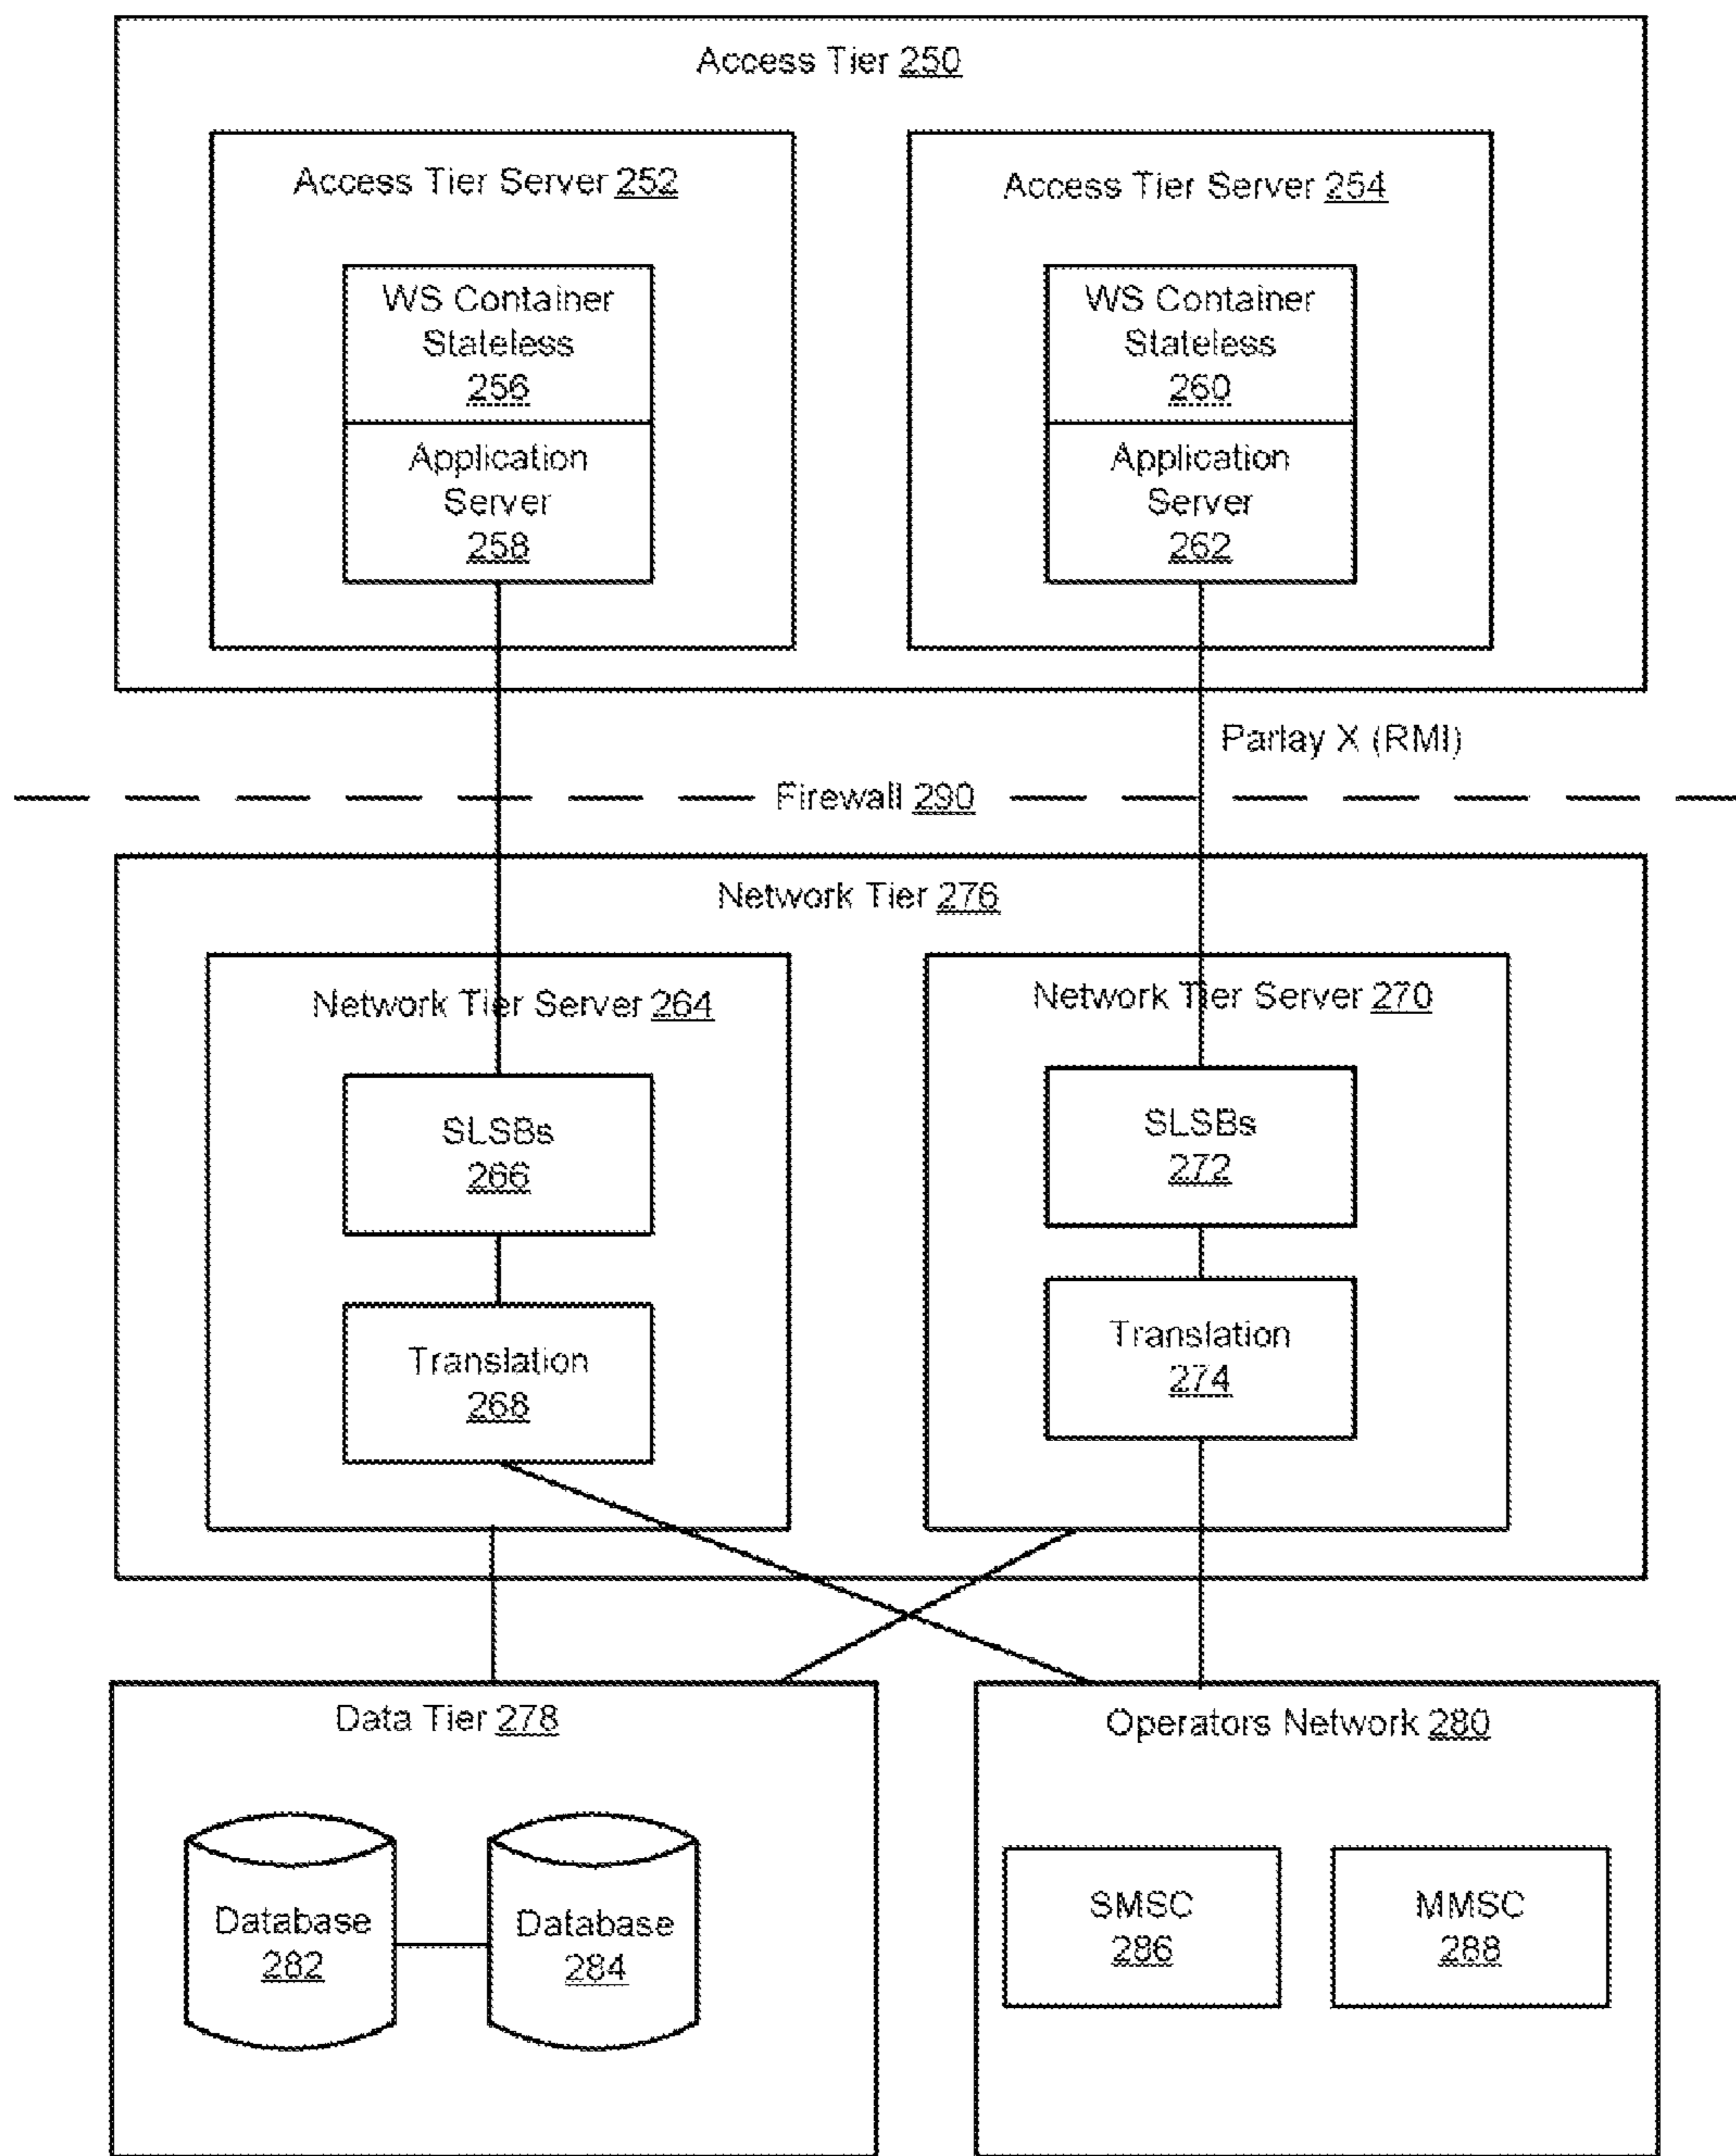 Access Tier 250
Access Tier Server 252
Access Tier Server 254
WS Container
Stateless
256
WS Container
Stateless
260
Application
Server
258
Application
Server
262
Parlay X (RMI)
Firewall 290
Network Tier 276
Network Tier Server 264
Network Tier Server 270
SLSBs
266
SLSBs
272
Translation
268
Translation
274
Data Tier 278
Operators Network 280
Database
282
Database
284
SMSC
286
MMSC
288